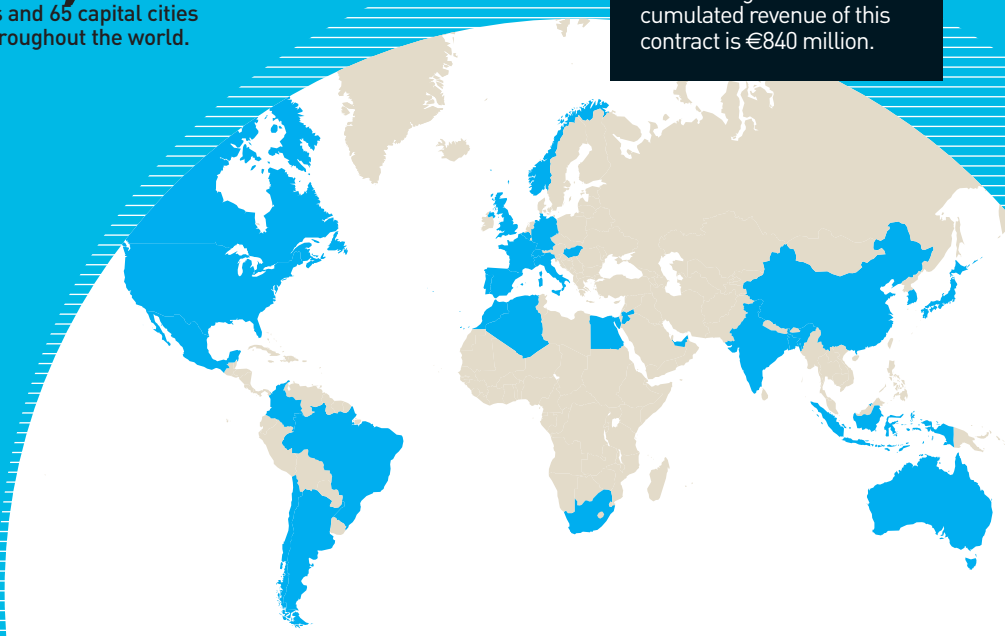 s and 65 capital cities
roughout the world.
cumulated revenue of this
contract is €840 million.